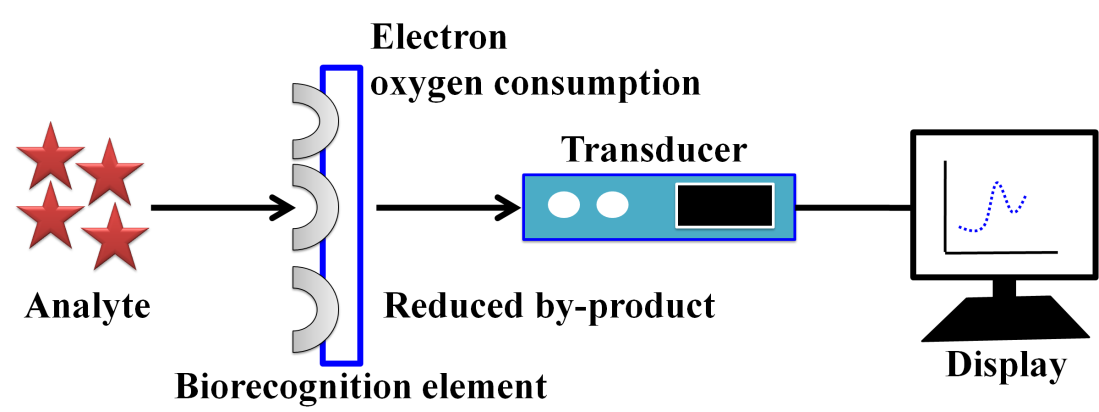 Electron
oxygen consumption
Transducer
Analyte
Reduced by-product
Biorecognition element
Display